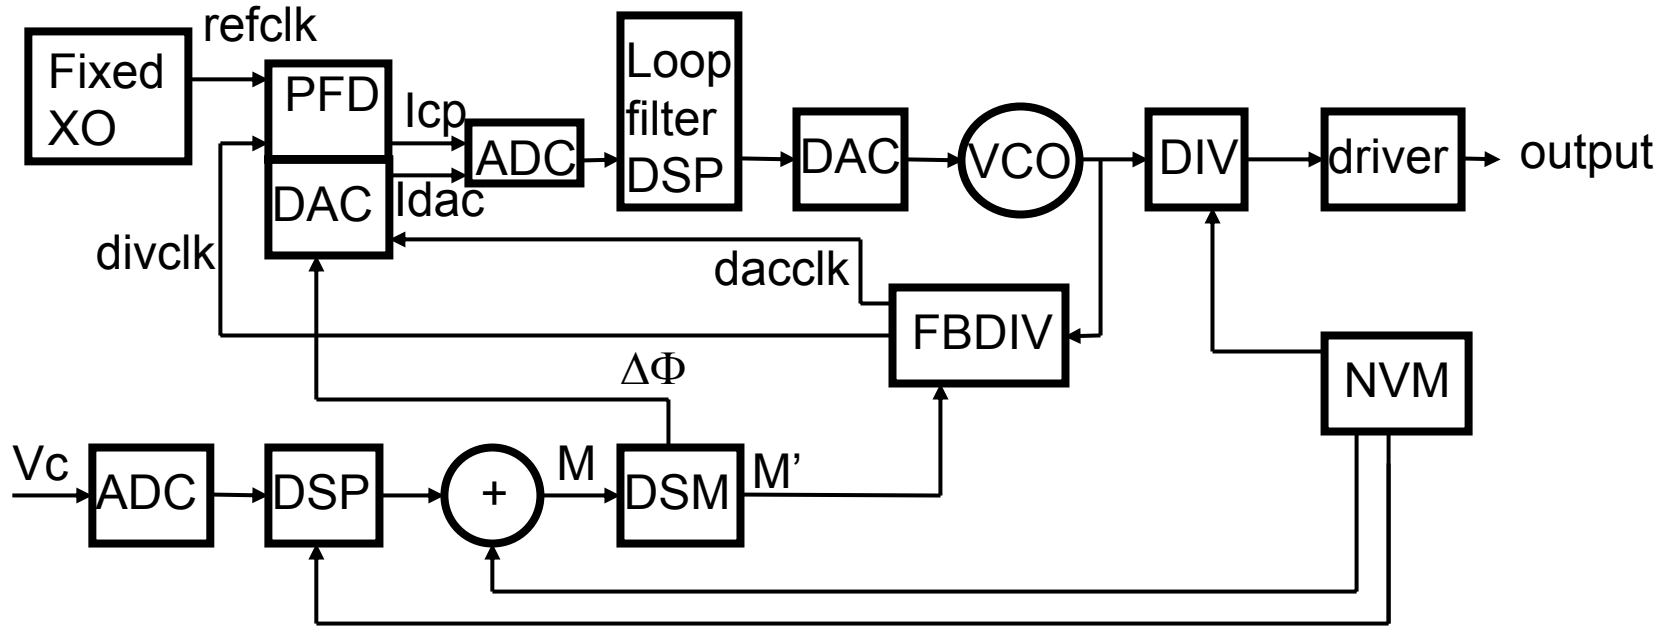 refclk
Fixed
XO
PFD
Icp
DAC
Idac
ADC
Loop
filter
DSP
DAC
VCO
DIV
driver
output
divclk
dacclk
FBDIV
ΔΦ
NVM
Vc
ADC
DSP
+
M
DSM
M’